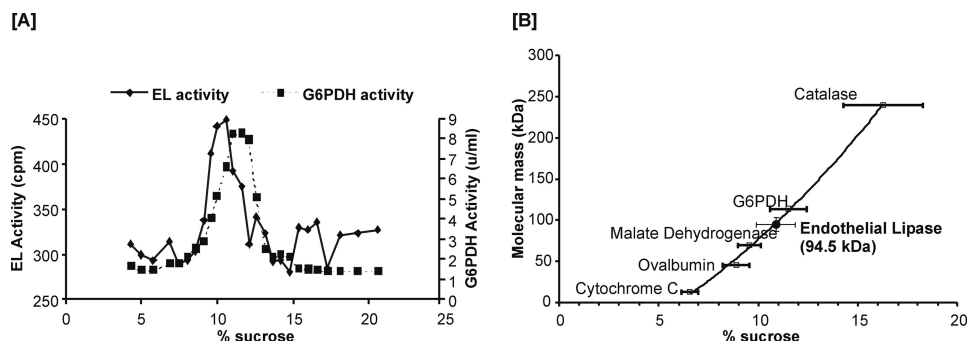 [A]
EL activity
G6PDH activity
EL Activity (cpm)
450
400
350
300
250
9
8
7
6
5
4
3
2
1
0
G6PDH Activity (u/ml)
0 5 10 15 20 25
% sucrose
[B]
Molecular mass (kDa)
300
250
200
150
100
50
0
Catalase
G6PDH
Endothelial Lipase
(94.5 kDa)
Malate Dehydrogenase
Ovalbumin
Cytochrome C
0 5 10 15 20
% sucrose